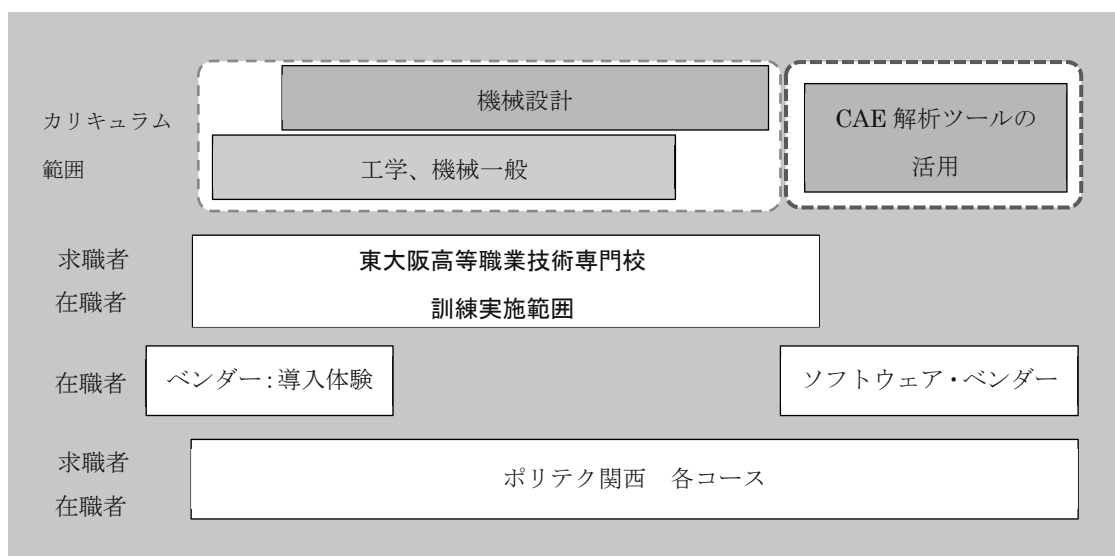 機械設計
カリキュラム
範囲
工学、機械一般
CAE 解析ツールの
活用
求職者
在職者
東大阪高等職業技術専門校
訓練実施範囲
在職者
ベンダー:導入体験
ソフトウェア・ベンダー
求職者
在職者
ポリテク関西　各コース